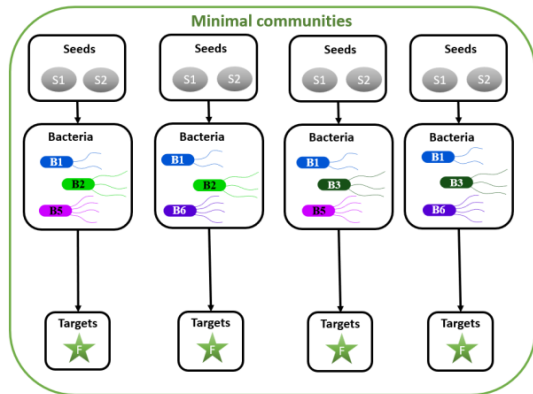 Minimal communities
Seeds
S1 S2
Bacteria
B1
B2
B5
Targets
F
Seeds
S1 S2
Bacteria
B1
B2
B6
Targets
F
Seeds
S1 S2
Bacteria
B1
B3
B5
Targets
F
Seeds
S1 S2
Bacteria
B1
B3
B6
Targets
F